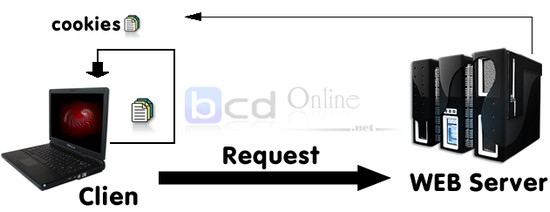 cookies
bcd Online
.net
Request
Clien
WEB Server